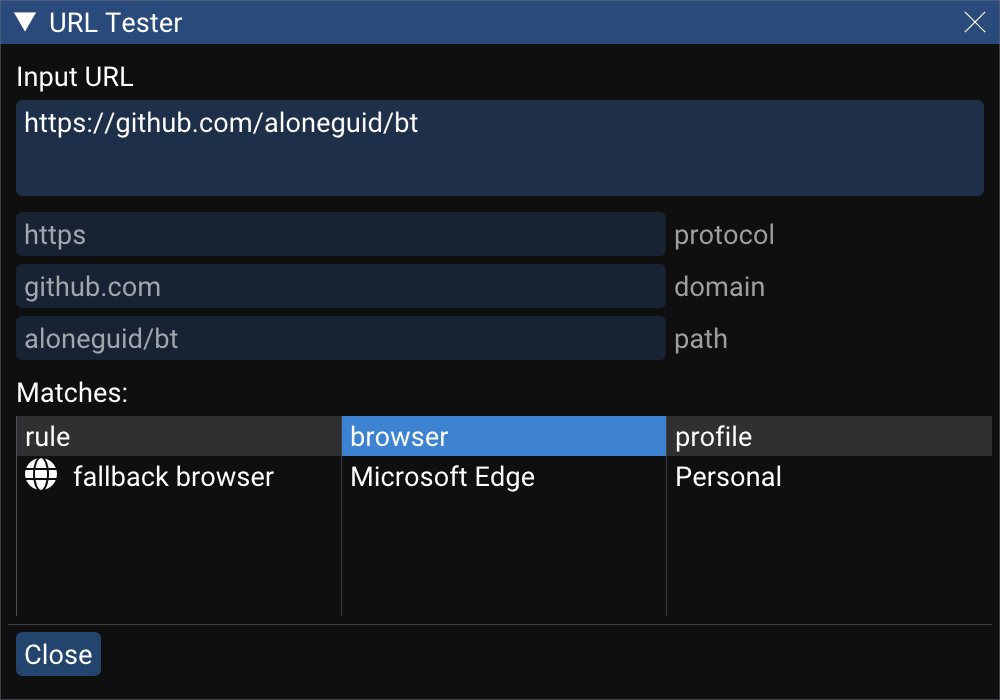 URL Tester
Input URL
https://github.com/aloneguid/bt
https protocol
github.com domain
aloneguid/bt path
Matches:
rule browser profile
fallback browser Microsoft Edge Personal
Close